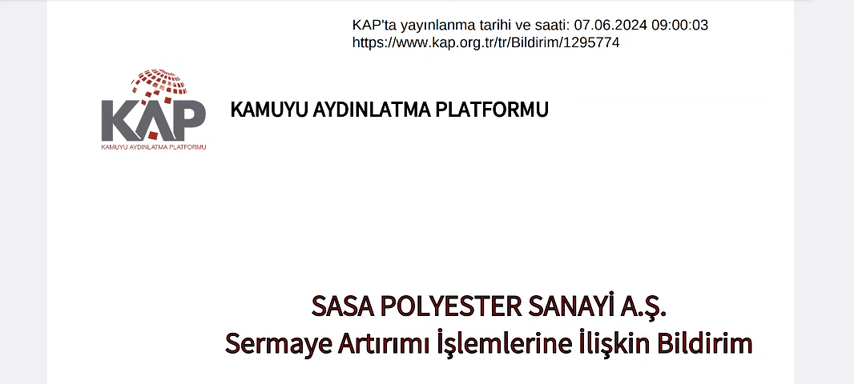 KAP'ta yayınlanma tarihi ve saati: 07.06.2024 09:00:03
https://www.kap.org.tr/tr/Bildirim/1295774
KAP
KAMUYU AYDINLATMA PLATFORMU
KAMUYU AYDINLATMA PLATFORMU
SASA POLYESTER SANAYİ A.Ş.
Sermaye Artırımı İşlemlerine İlişkin Bildirim